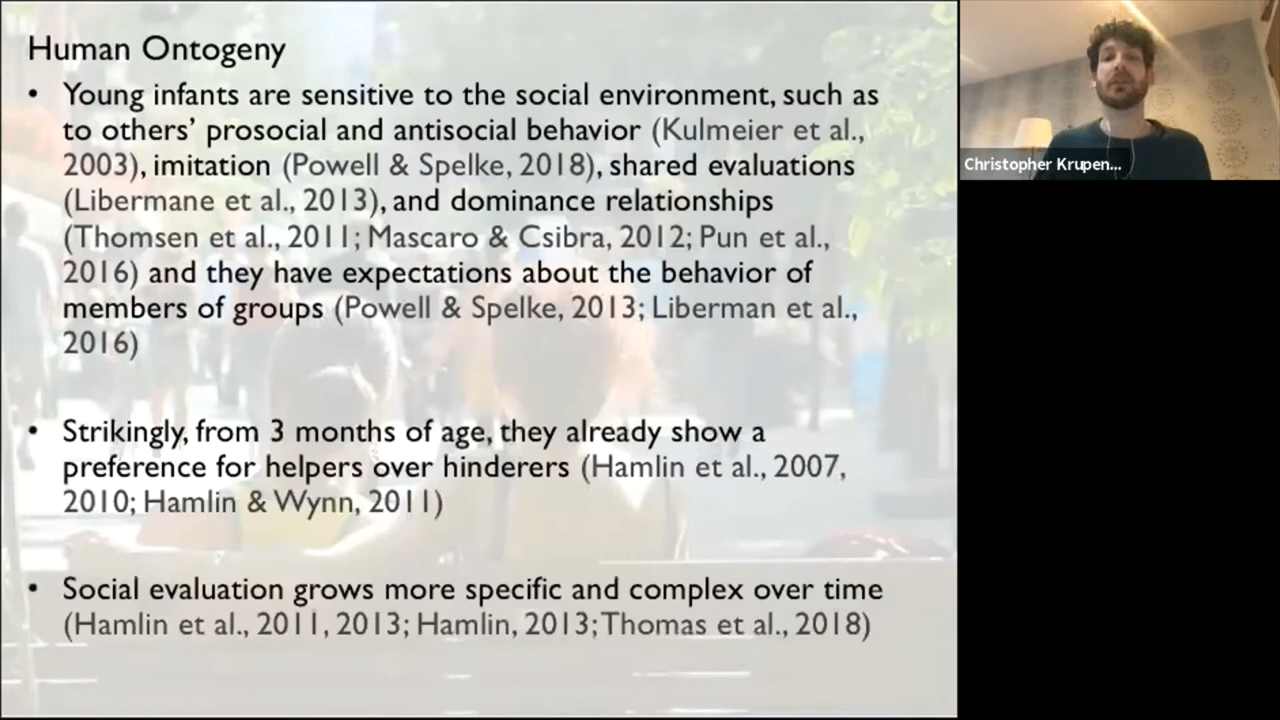 Human Ontogeny
• Young infants are sensitive to the social environment, such as
to others' prosocial and antisocial behavior (Kulmeier et al.,
2003), imitation (Powell & Spelke, 2018), shared evaluations
(Libermane et al., 2013), and dominance relationships
(Thomsen et al., 2011; Mascaro & Csibra, 2012; Pun et al.,
2016) and they have expectations about the behavior of
members of groups (Powell & Spelke, 2013; Liberman et al.,
2016)
• Strikingly, from 3 months of age, they already show a
preference for helpers over hinderers (Hamlin et al., 2007,
2010; Hamlin & Wynn, 2011)
• Social evaluation grows more specific and complex over time
(Hamlin et al., 2011, 2013; Hamlin, 2013; Thomas et al., 2018)
Christopher Krupen...